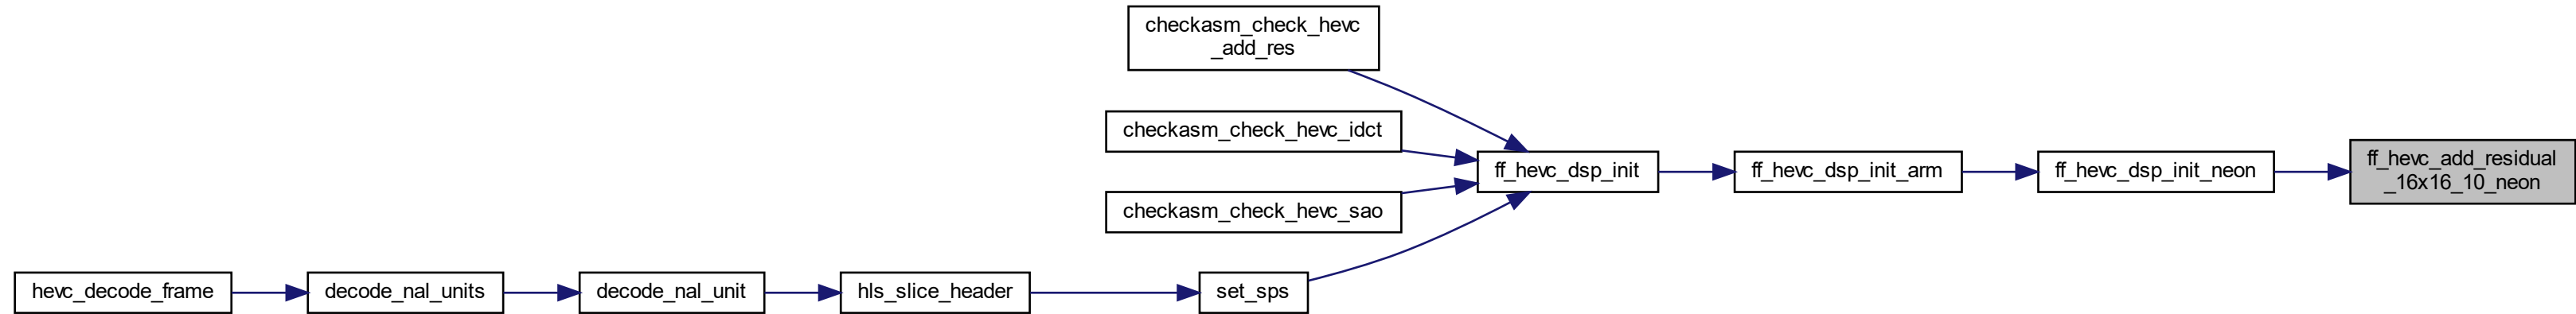 checkasm_check_hevc
_add_res
checkasm_check_hevc_idct
checkasm_check_hevc_sao
hevc_decode_frame
decode_nal_units
decode_nal_unit
hls_slice_header
set_sps
ff_hevc_dsp_init
ff_hevc_dsp_init_arm
ff_hevc_dsp_init_neon
ff_hevc_add_residual
_16x16_10_neon